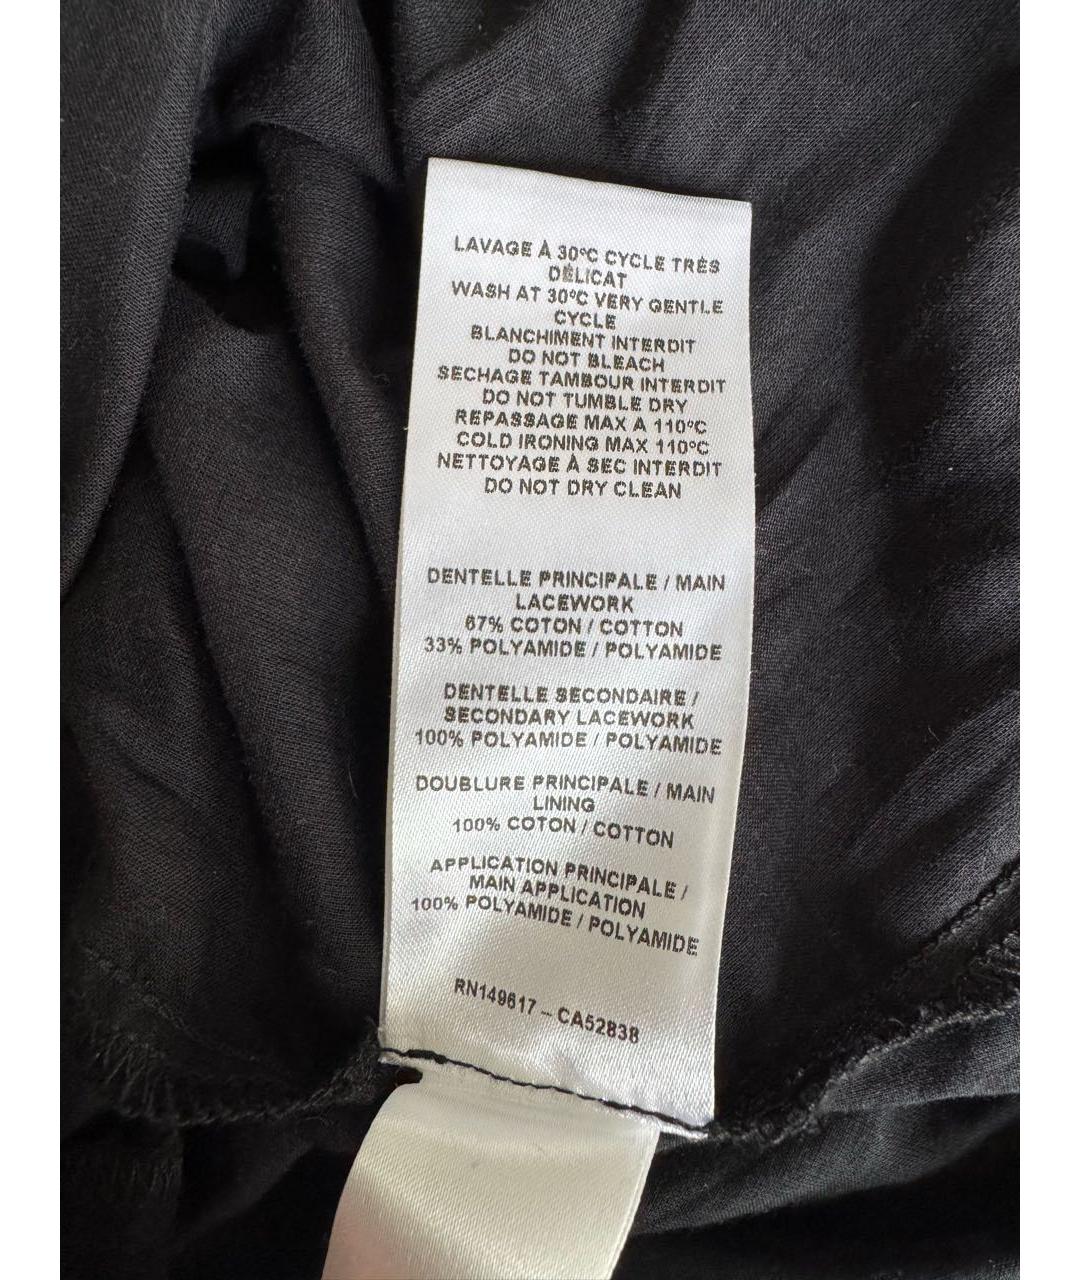 LAVAGE À 30°C CYCLE TRÈS
DÉLICAT
WASH AT 30°C VERY GENTLE
CYCLE
BLANCHIMENT INTERDIT
DO NOT BLEACH
SECHAGE TAMBOUR INTERDIT
DO NOT TUMBLE DRY
REPASSAGE MAX A 110°C
COLD IRONING MAX 110°C
NETTOYAGE À SEC INTERDIT
DO NOT DRY CLEAN
DENTELLE PRINCIPALE / MAIN
LACEWORK
67% COTON / COTTON
33% POLYAMIDE / POLYAMIDE
DENTELLE SECONDAIRE /
SECONDARY LACEWORK
100% POLYAMIDE / POLYAMIDE
DOUBLURE PRINCIPALE / MAIN
LINING
100% COTON / COTTON
APPLICATION PRINCIPALE /
MAIN APPLICATION
100% POLYAMIDE / POLYAMIDE
RN149617 – CA52838